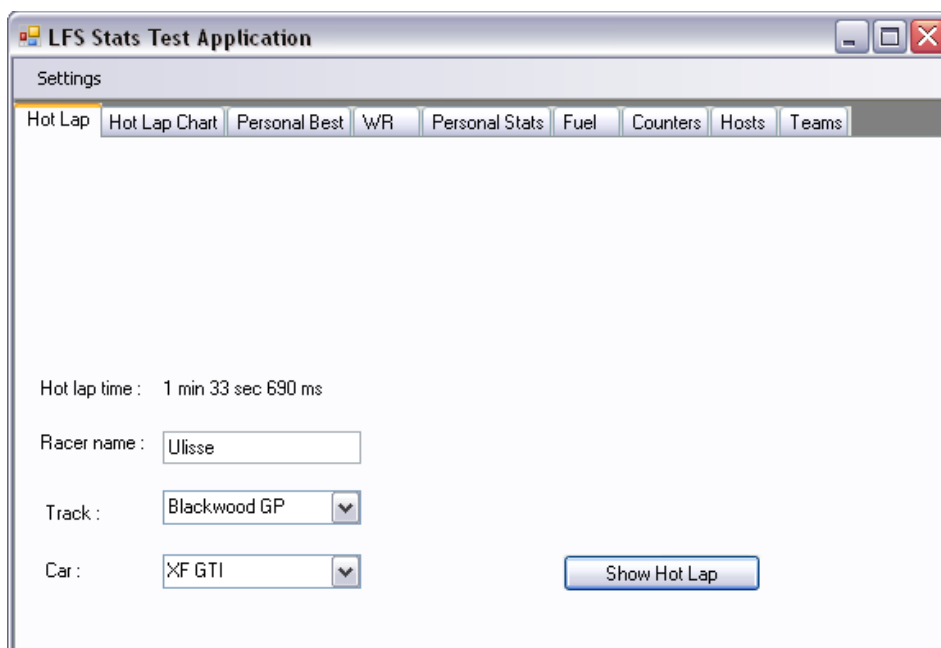 LFS Stats Test Application
Settings
Hot Lap Hot Lap Chart Personal Best WR Personal Stats Fuel Counters Hosts Teams
Hot lap time : 1 min 33 sec 690 ms
Racer name : Ulisse
Track : Blackwood GP
Car : XF GTI Show Hot Lap